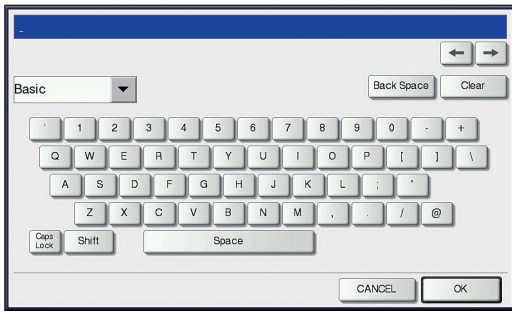 _
Basic
Back Space Clear
' 1 2 3 4 5 6 7 8 9 0 - +
Q W E R T Y U I O P [ ] \
A S D F G H J K L ; "
Z X C V B N M , . / @
Caps Lock Shift Space
CANCEL OK